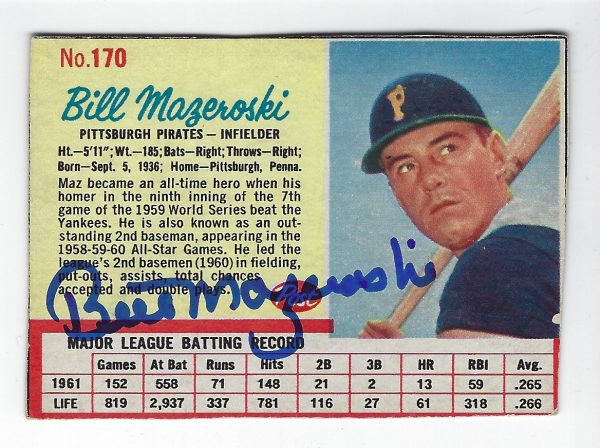 No. 170
Bill Mazeroski
PITTSBURGH PIRATES — INFIELDER
Ht.—5'11"; Wt.—185; Bats—Right; Throws—Right;
Born—Sept. 5, 1936; Home—Pittsburgh, Penna.
Maz became an all-time hero when his
homer in the ninth inning of the 7th
game of the 1959 World Series beat the
Yankees. He is also known as an out-
standing 2nd baseman, appearing in the
1958-59-60 All-Star Games. He led the
league's 2nd basemen (1960) in fielding,
put-outs, assists, total chances
accepted and double plays.
P
Bill Mazeroski
Post
MAJOR LEAGUE BATTING RECORD
Games At Bat Runs Hits 2B 3B HR RBI Avg.
1961 152 558 71 148 21 2 13 59 .265
LIFE 819 2,937 337 781 116 27 61 318 .266